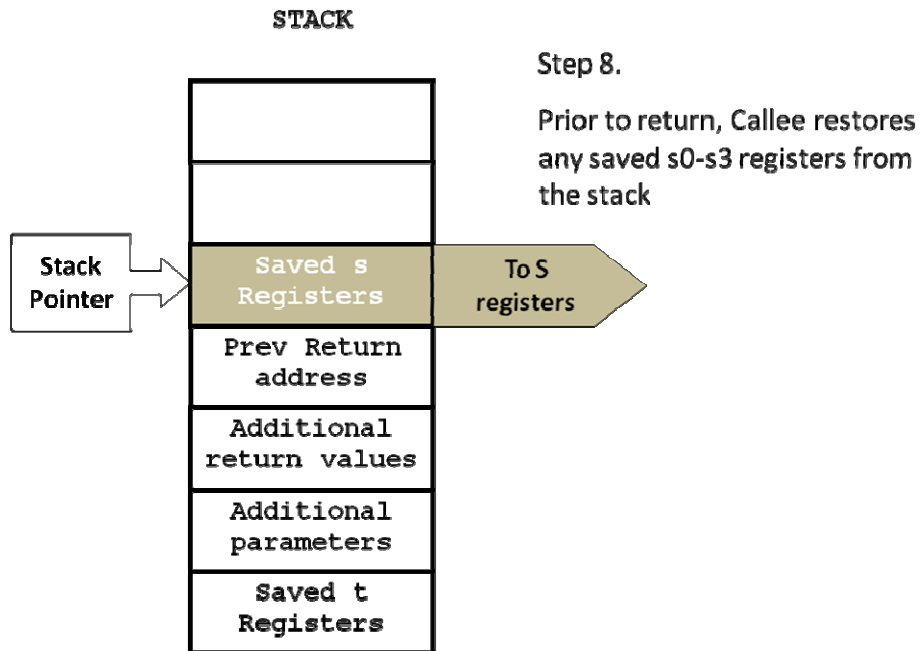 STACK
Step 8.
Prior to return, Callee restores
any saved s0-s3 registers from
the stack
Stack
Pointer
Saved s
Registers
To S
registers
Prev Return
address
Additional
return values
Additional
parameters
Saved t
Registers